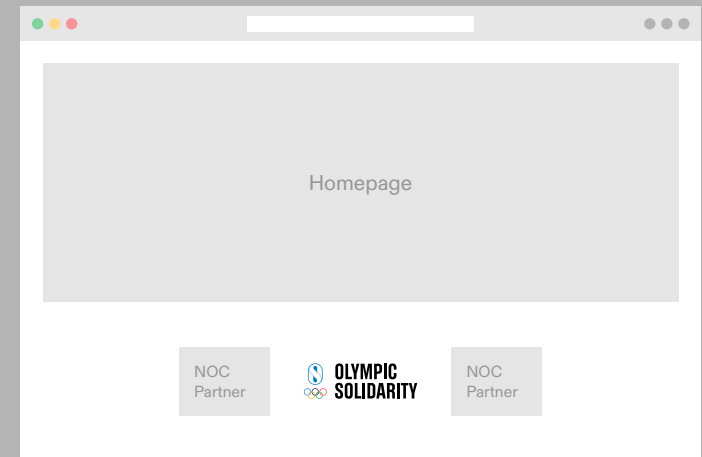 Homepage
NOC
Partner
OLYMPIC
SOLIDARITY
NOC
Partner